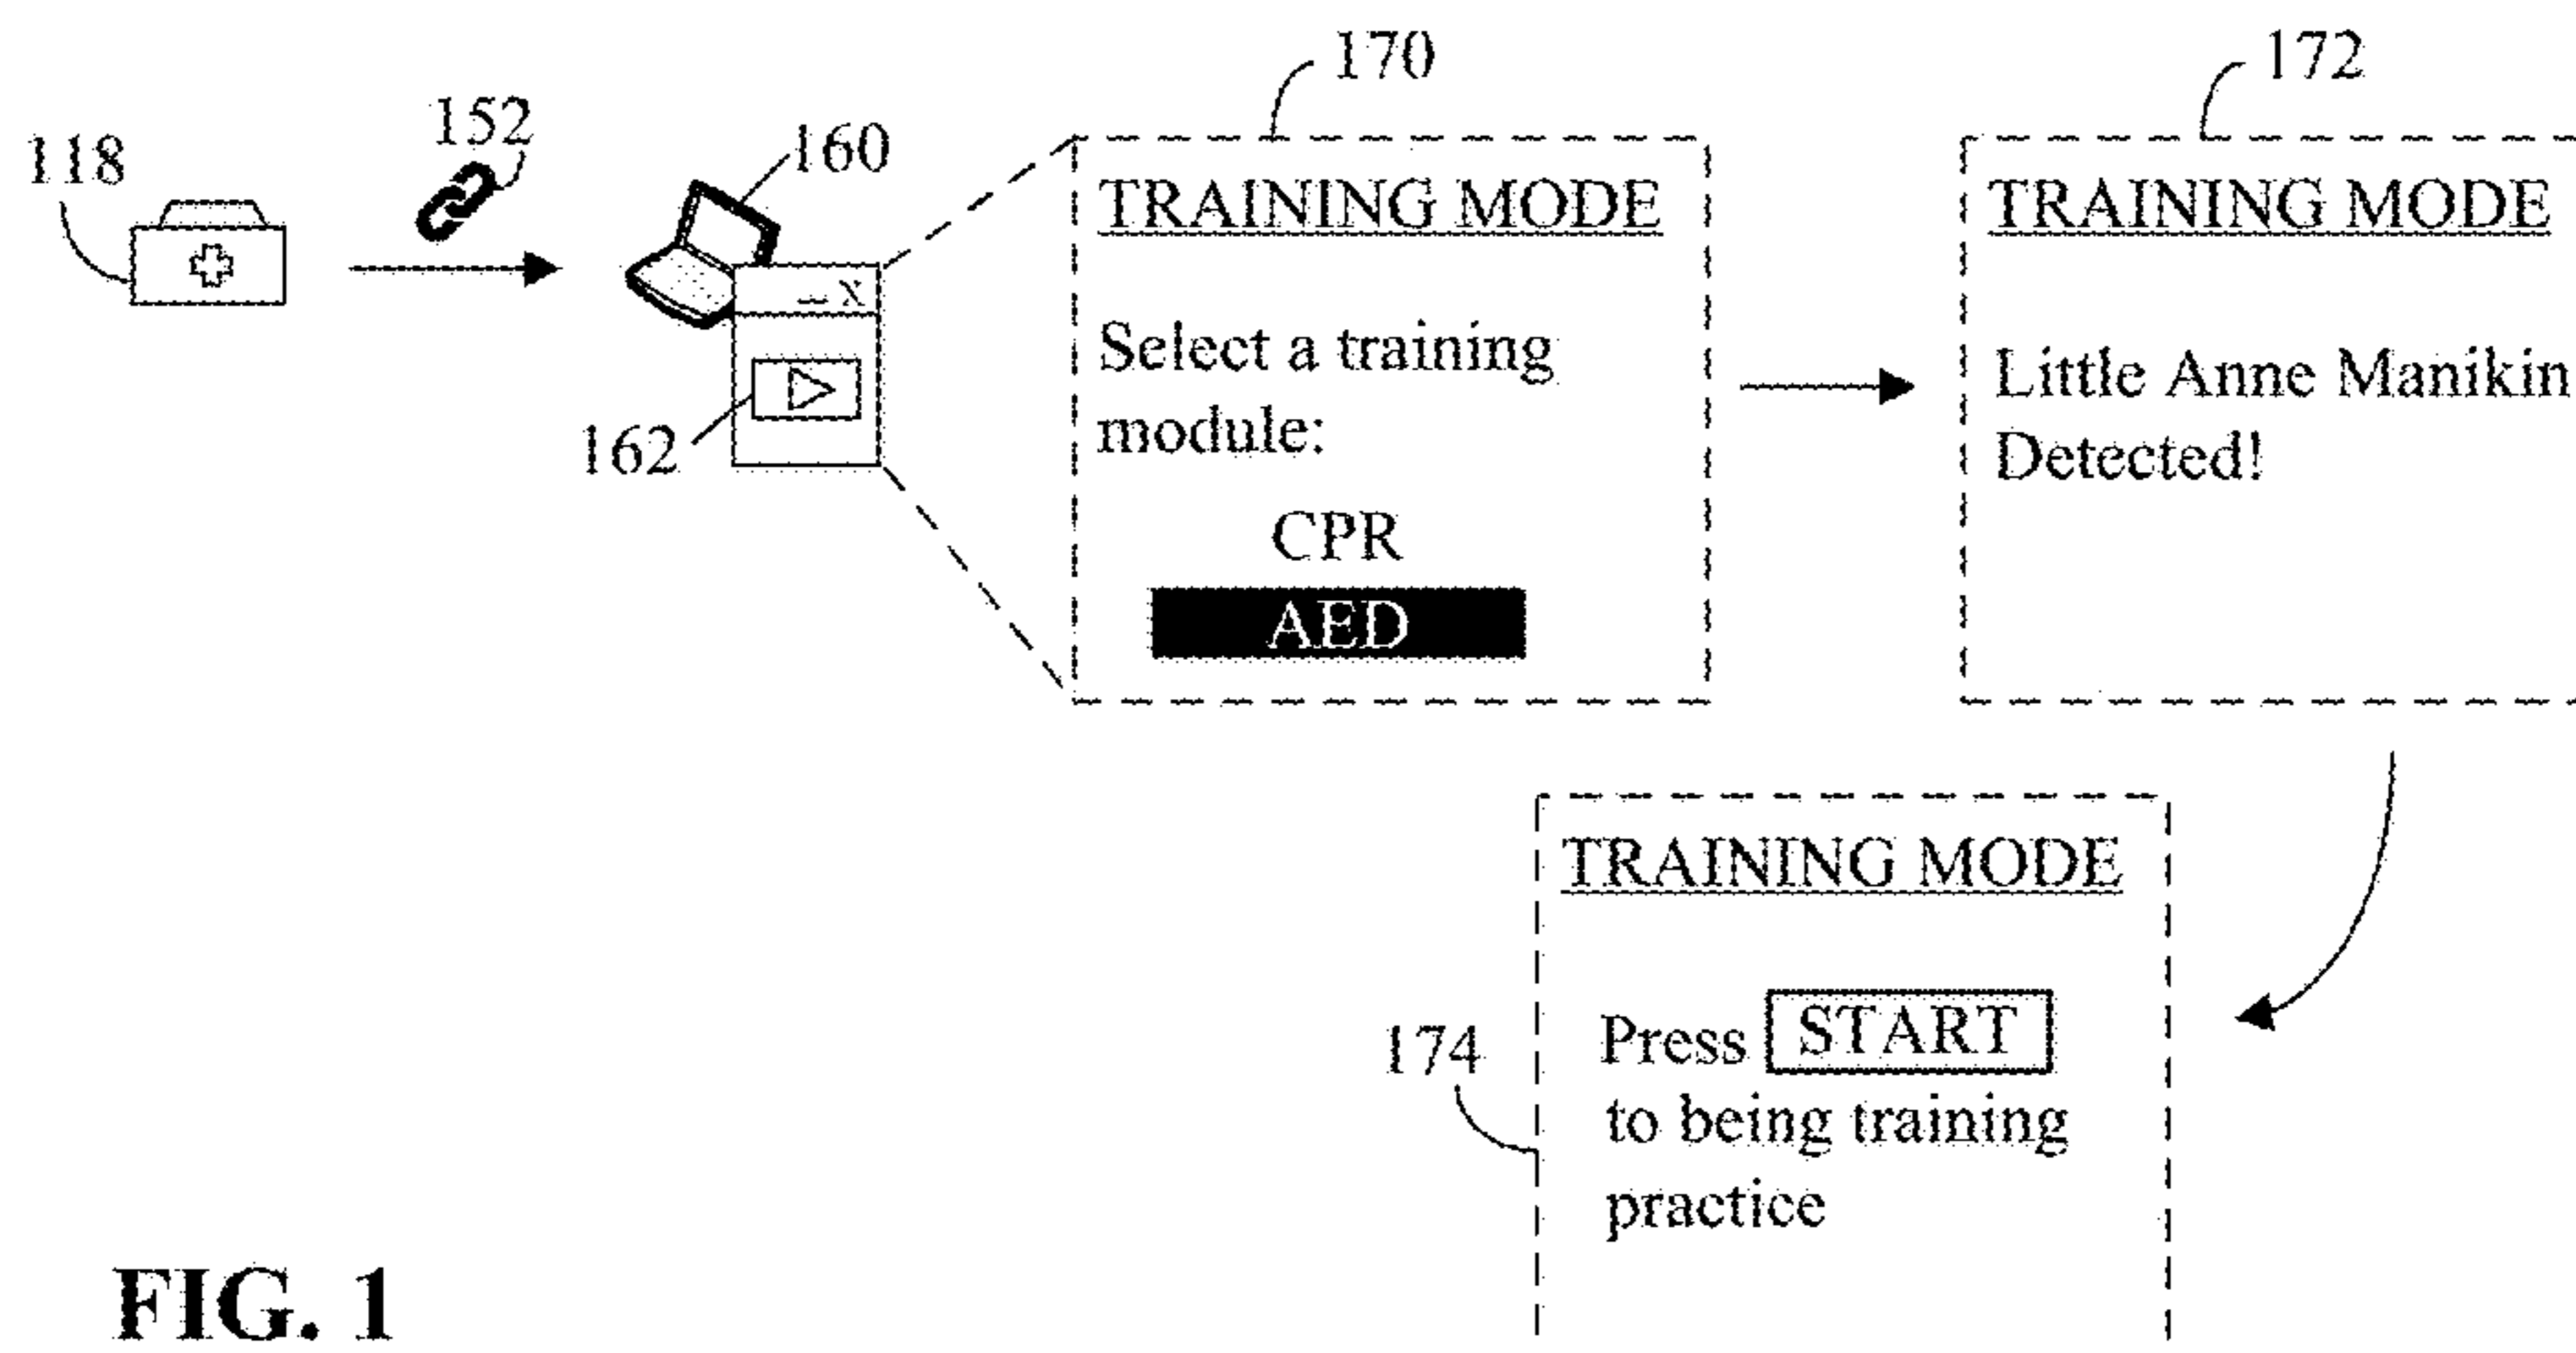 170
172
152
118
160
TRAINING MODE
Select a training
module:
CPR
AED
TRAINING MODE
Little Anne Manikin
Detected!
_ X
162
TRAINING MODE
Press START
to being training
practice
174
FIG. 1